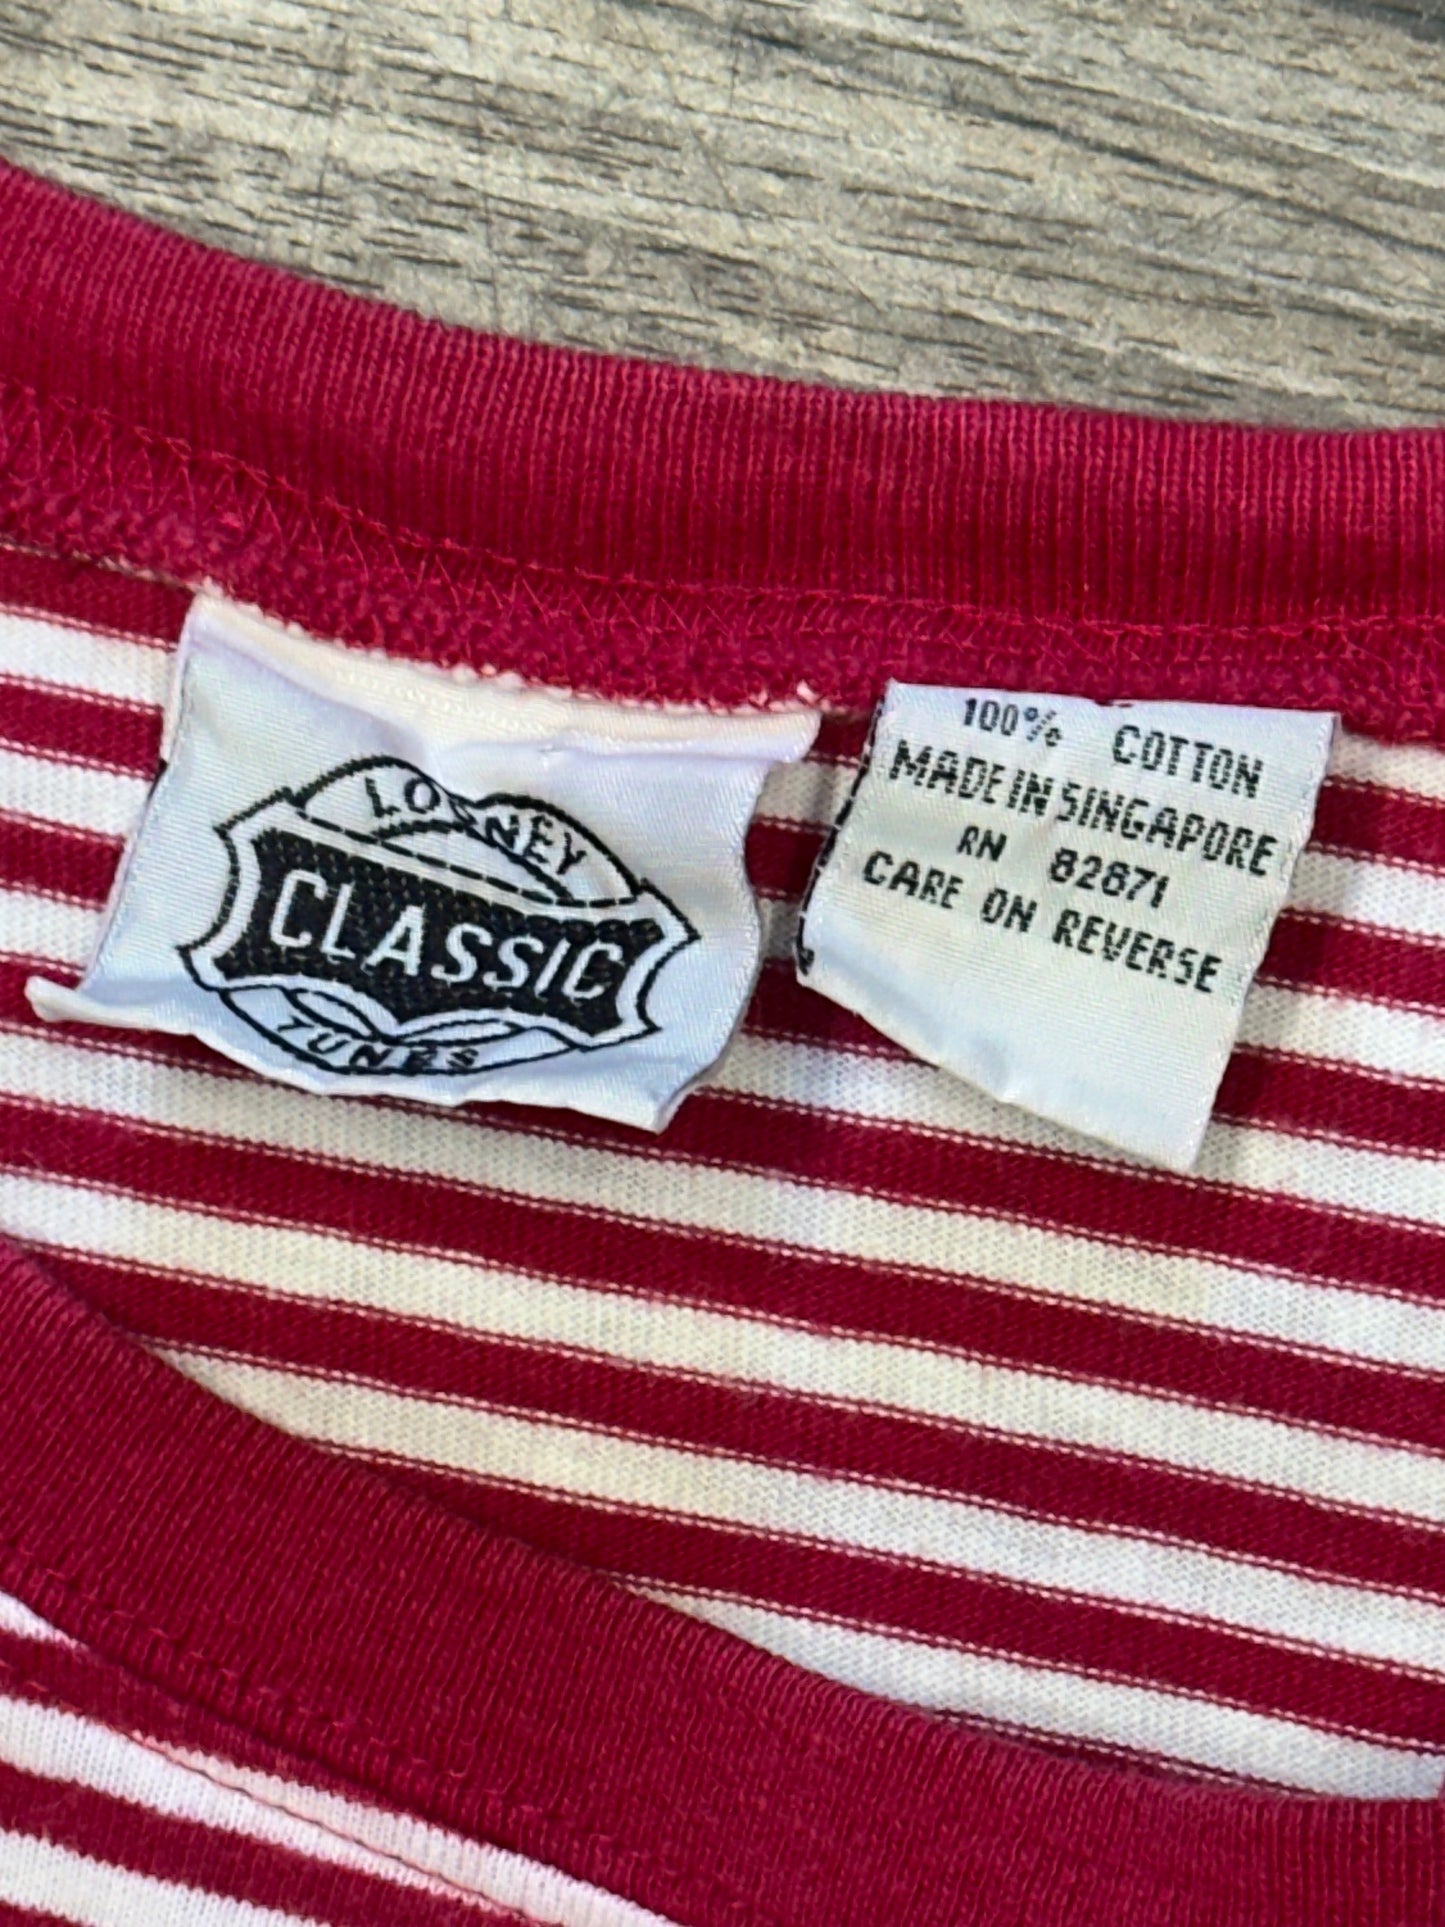 LOONEY
CLASSIC
TUNES
100% COTTON
MADE IN SINGAPORE
RN 82871
CARE ON REVERSE